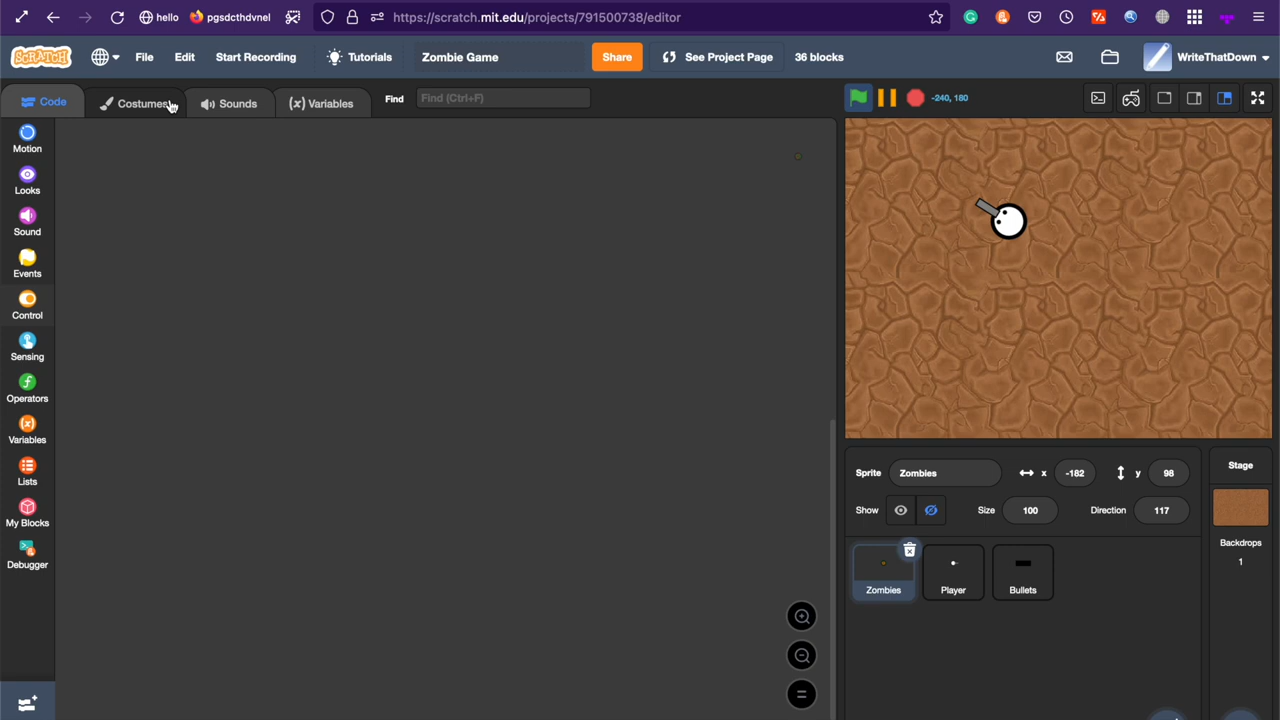 hello
pgsdcthdvnel
https://scratch.mit.edu/projects/791500738/editor
SCRATCH
File
Edit
Start Recording
Tutorials
Zombie Game
Share
See Project Page
36 blocks
WriteThatDown
Code
Costumes
Sounds
(x) Variables
Find
Find (Ctrl+F)
-240, 180
Motion
Looks
Sound
Events
Control
Sensing
Operators
Variables
Lists
My Blocks
Debugger
Sprite
Zombies
x
-182
y
98
Show
Size
100
Direction
117
Zombies
Player
Bullets
Stage
Backdrops
1